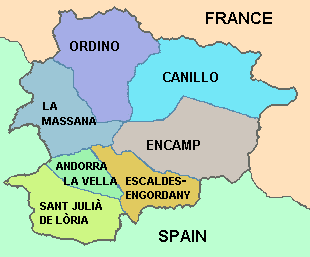 FRANCE
ORDINO
CANILLO
LA
MASSANA
ENCAMP
ANDORRA
LA VELLA
ESCALDES-
ENGORDANY
SANT JULIÀ
DE LÒRIA
SPAIN